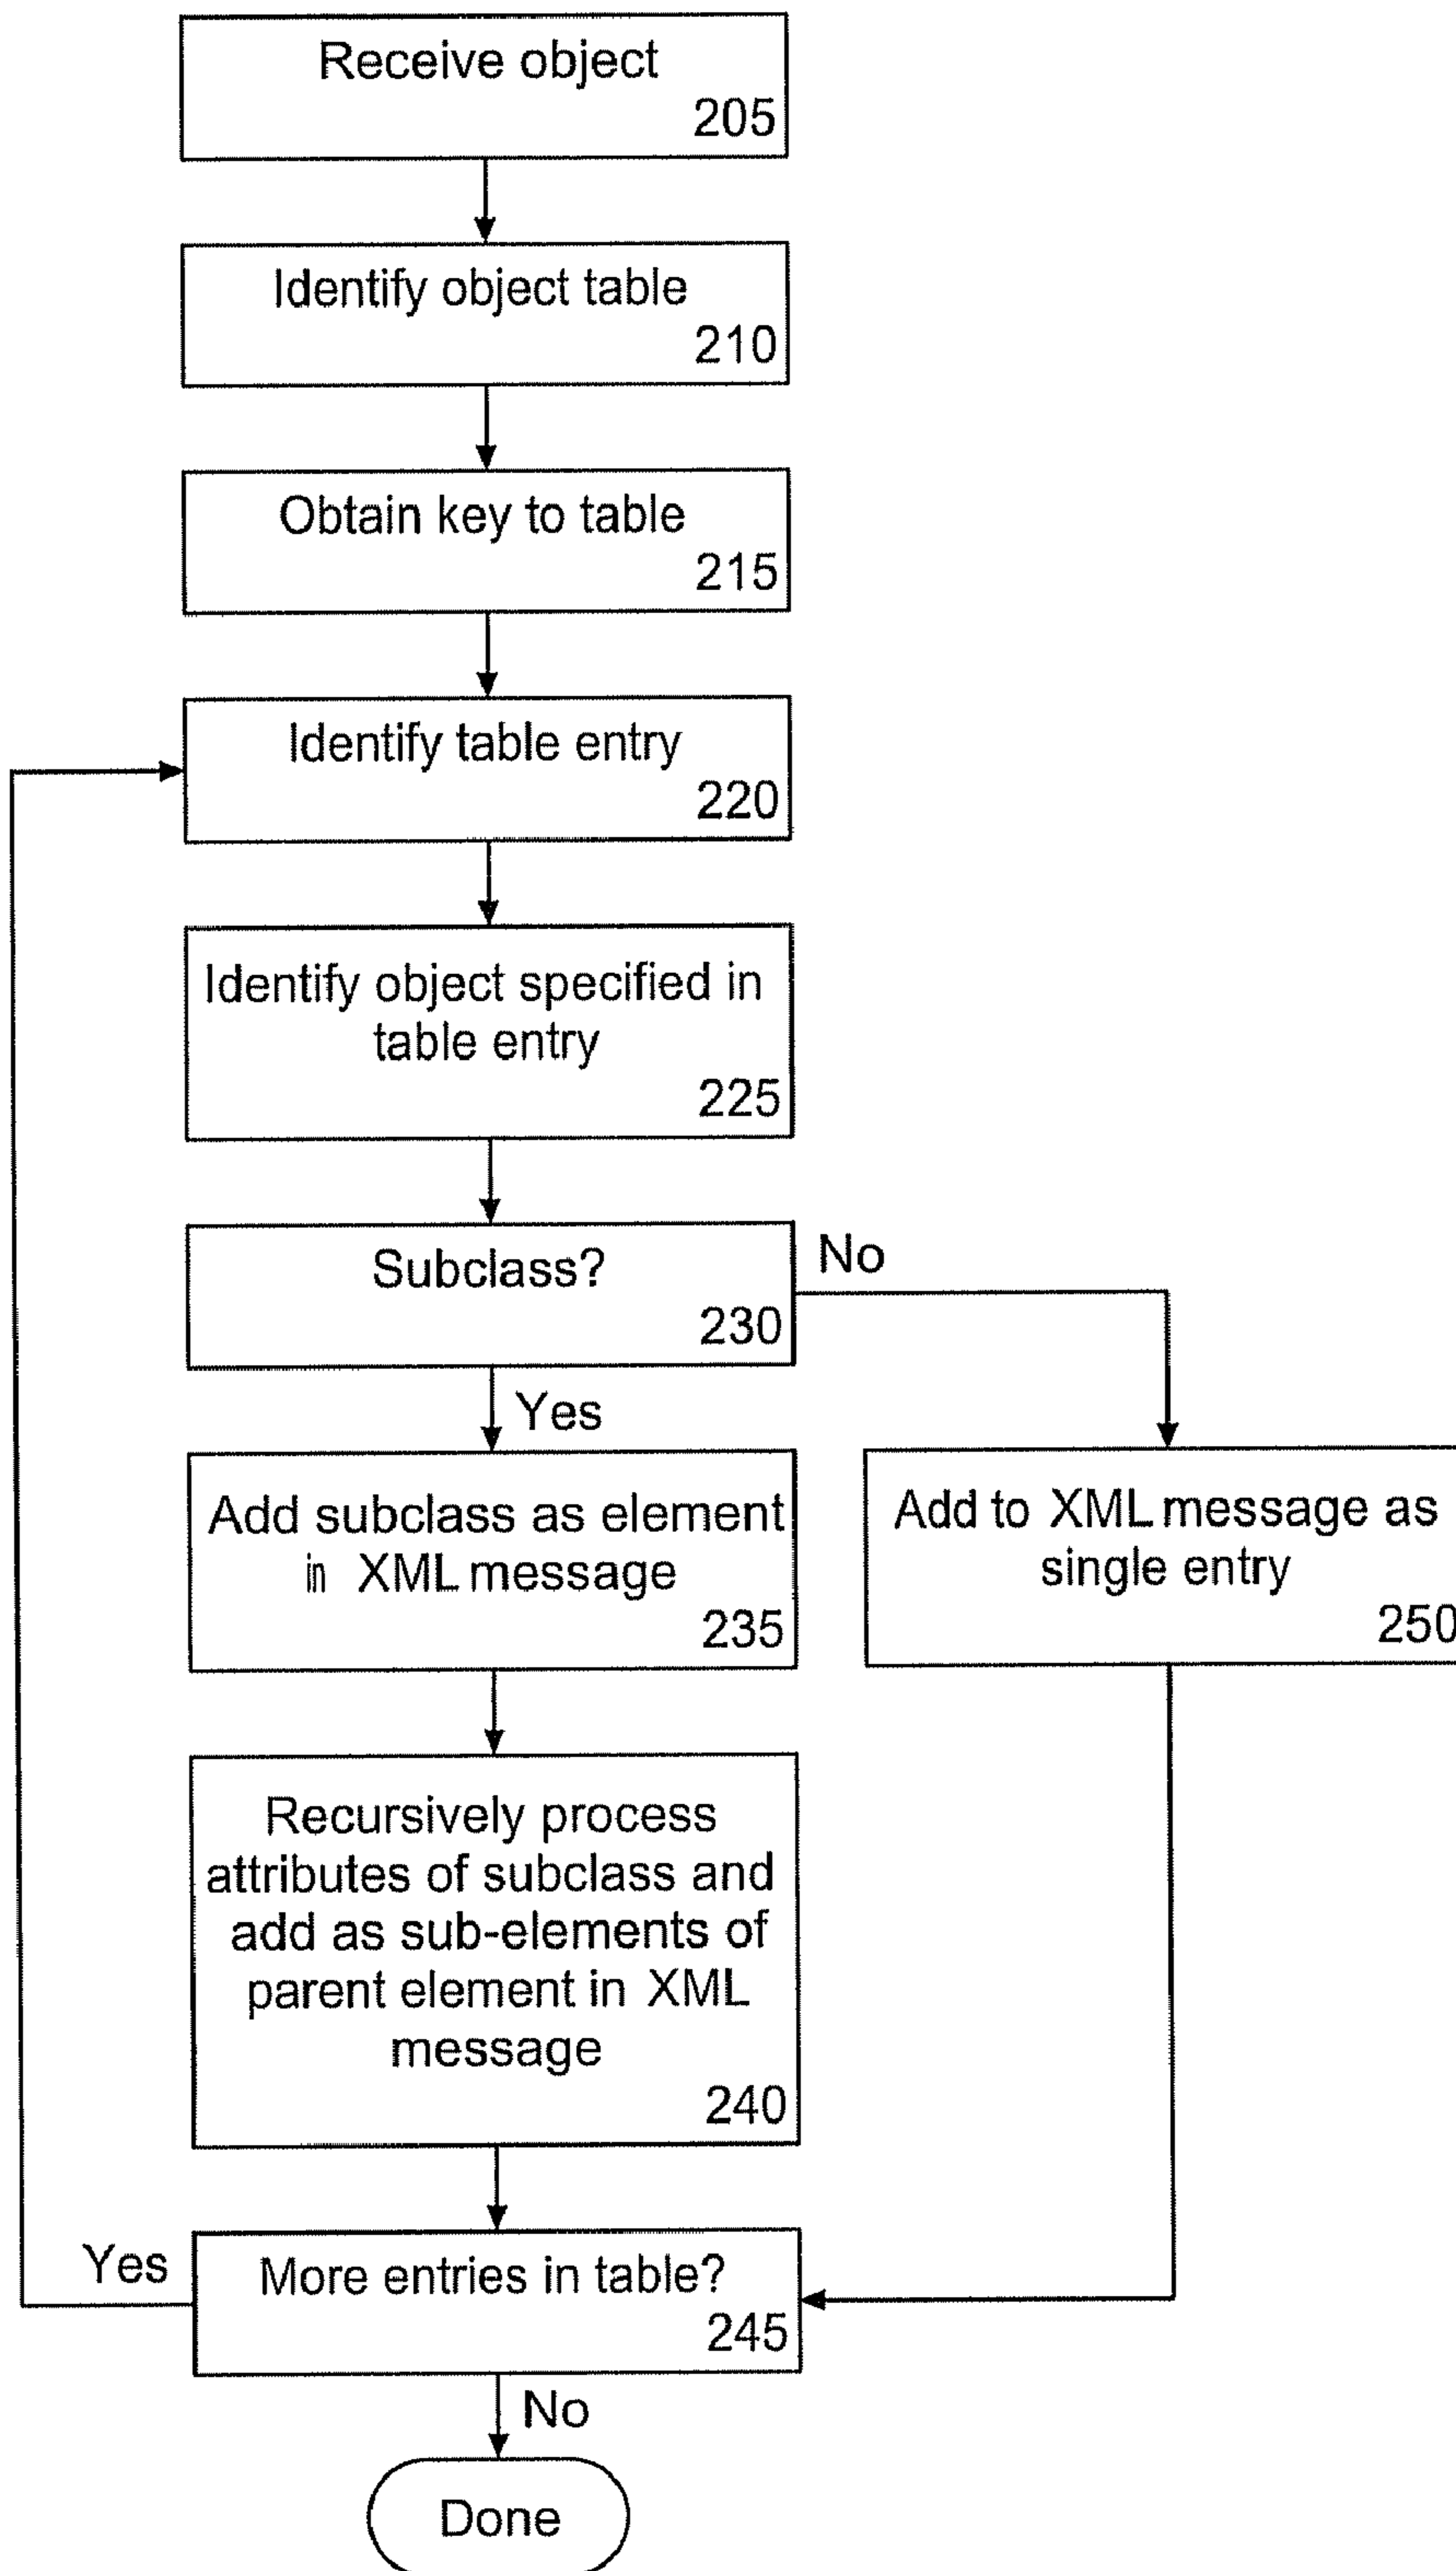 Receive object
205
Identify object table
210
Obtain key to table
215
Identify table entry
220
Identify object specified in
table entry
225
Subclass?
230
No
Yes
Add subclass as element
in XML message
235
Add to XML message as
single entry
250
Recursively process
attributes of subclass and
add as sub-elements of
parent element in XML
message
240
Yes
More entries in table?
245
No
Done